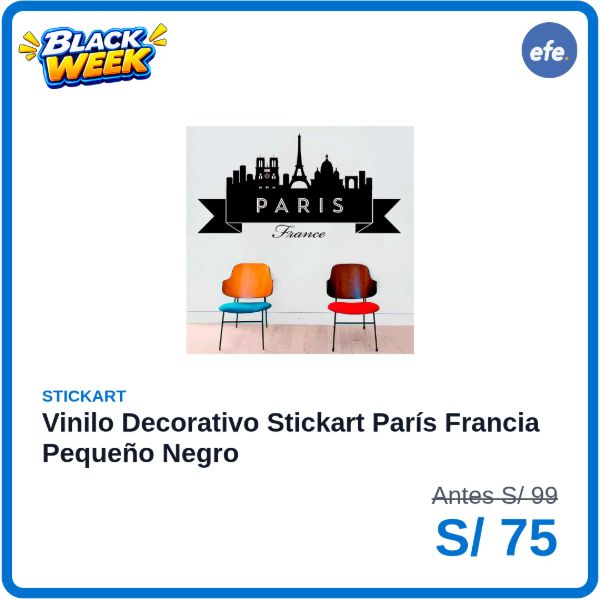 BLACK
WEEK
efe.
PARIS
France
STICKART
Vinilo Decorativo Stickart París Francia
Pequeño Negro
Antes S/ 99
S/ 75